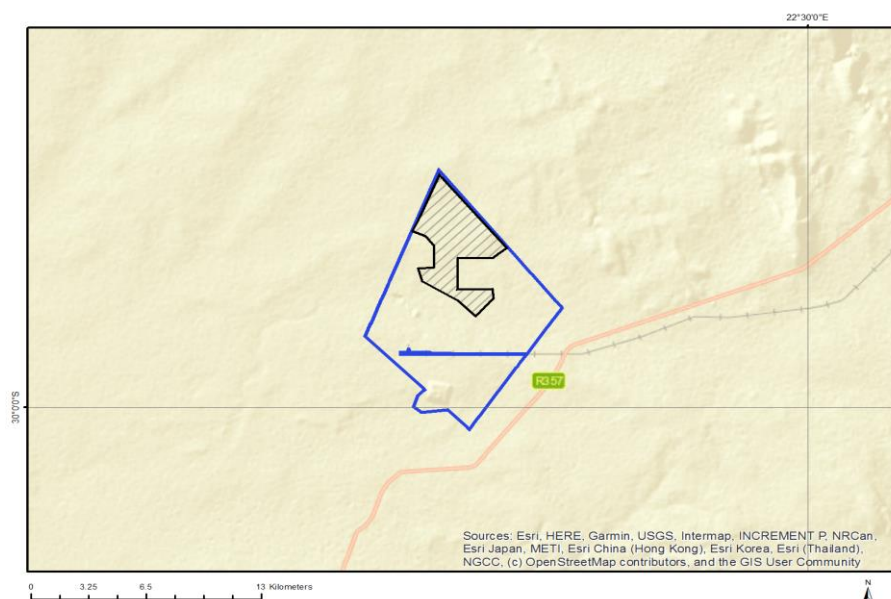 22°30'0"E
R357
30°0'0"S
Sources: Esri, HERE, Garmin, USGS, Intermap, INCREMENT P, NRCan,
Esri Japan, METI, Esri China (Hong Kong), Esri Korea, Esri (Thailand),
NGCC, (c) OpenStreetMap contributors, and the GIS User Community
0 3.25 6.5 13 Kilometers
N